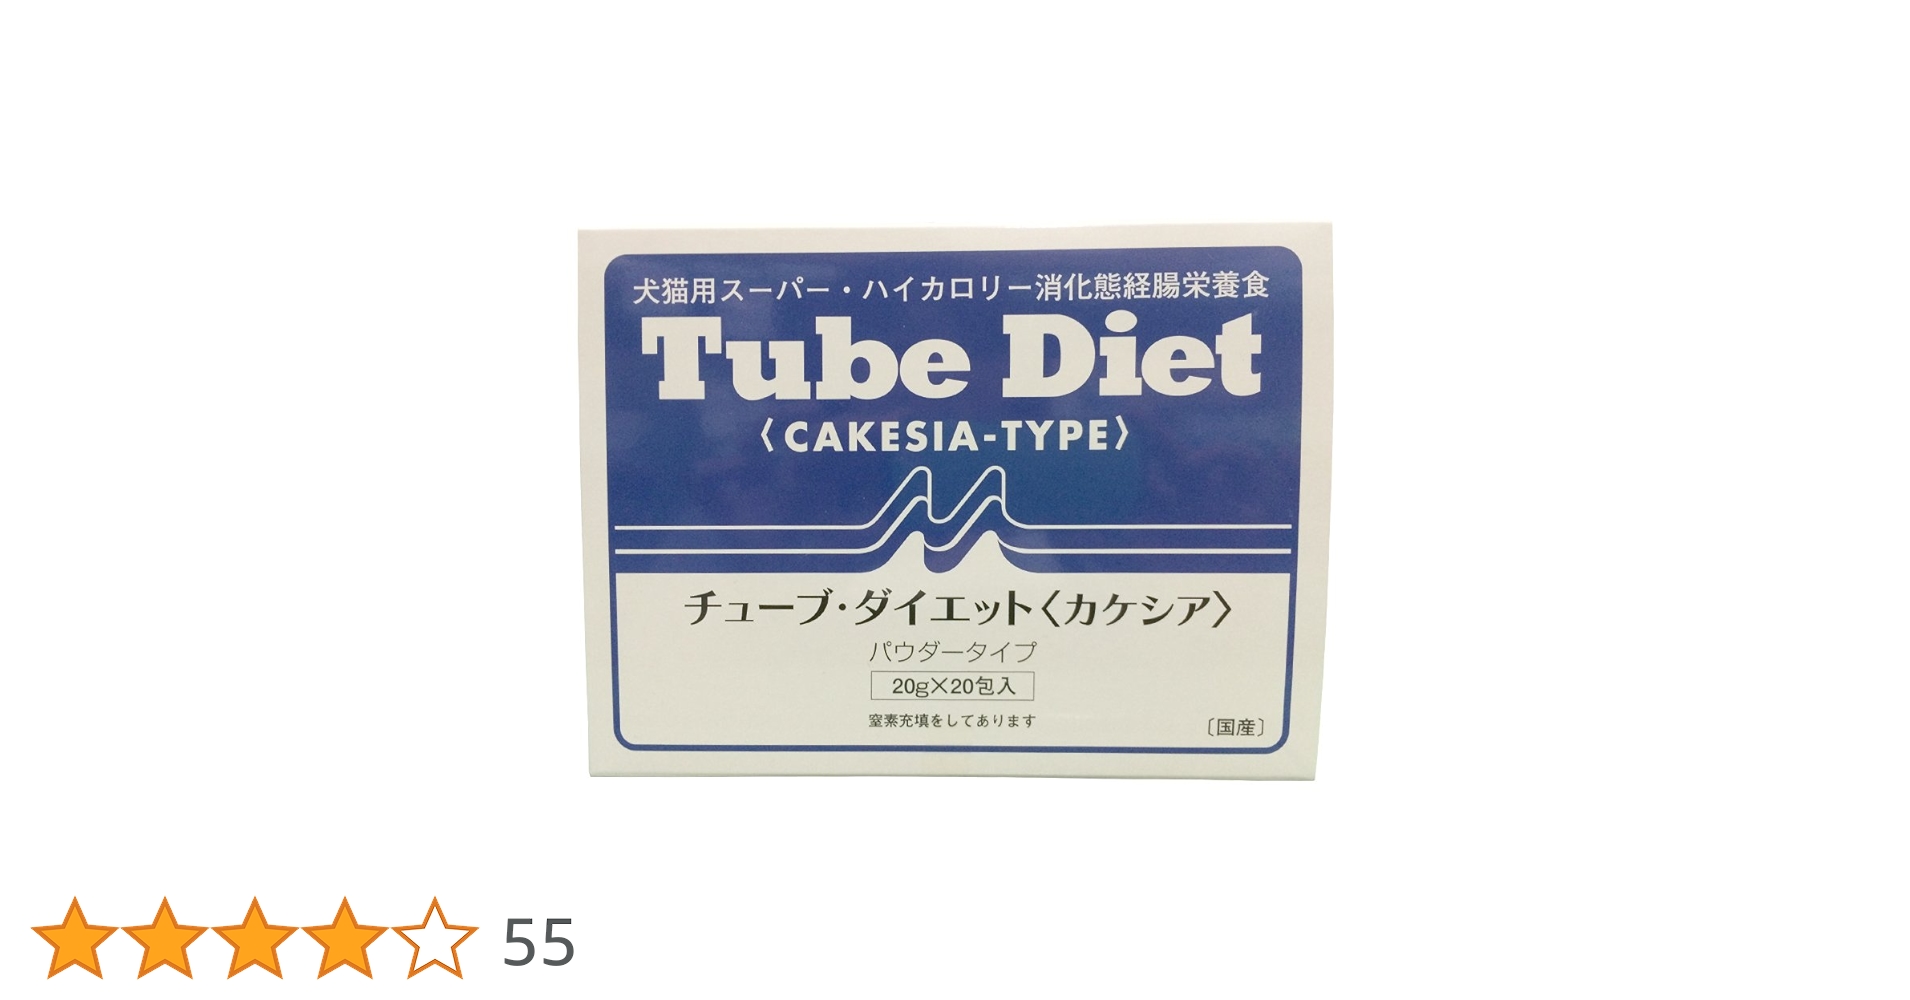 犬猫用スーパー・ハイカロリー消化態経腸栄養食
Tube Diet
〈CAKESIA-TYPE〉
チューブ・ダイエット〈カケシア〉
パウダータイプ
20g×20包入
窒素充填をしてあります
〔国産〕
55